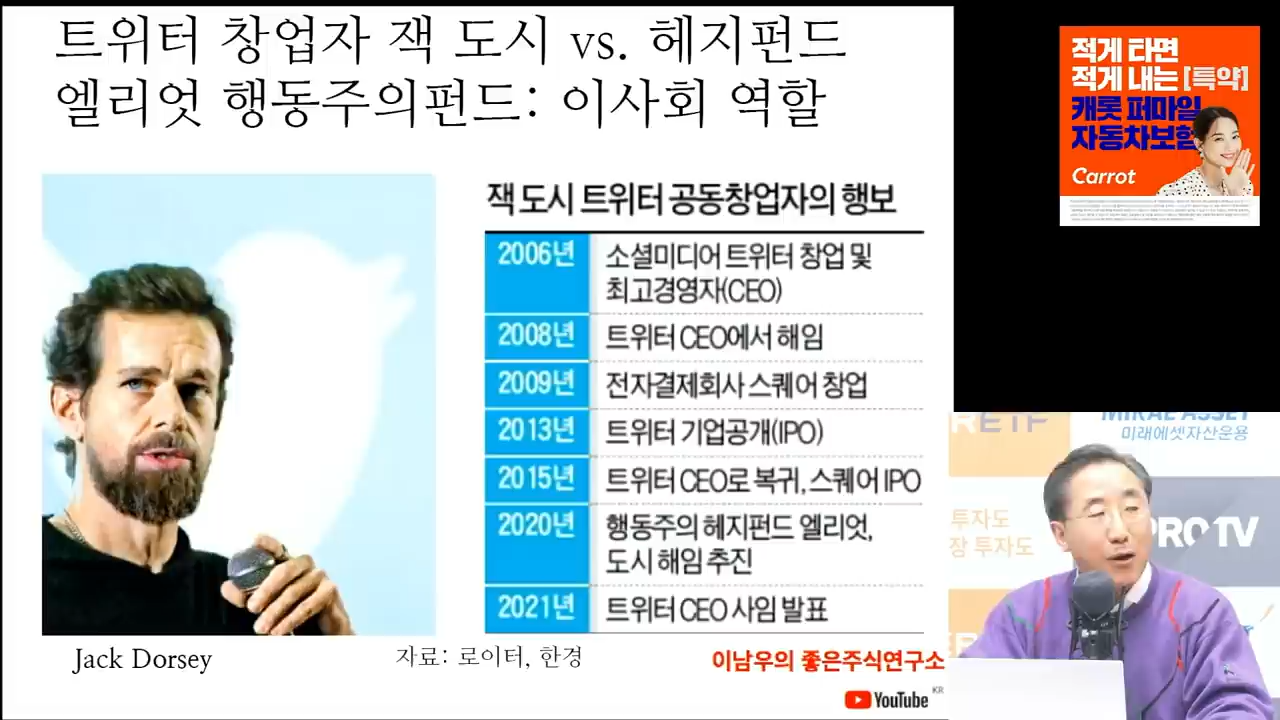 트위터 창업자 잭 도시 vs. 헤지펀드
엘리엇 행동주의펀드: 이사회 역할
잭 도시 트위터 공동창업자의 행보
2006년 소셜미디어 트위터 창업 및
최고경영자(CEO)
2008년 트위터 CEO에서 해임
2009년 전자결제회사 스퀘어 창업
2013년 트위터 기업공개(IPO)
2015년 트위터 CEO로 복귀, 스퀘어 IPO
2020년 행동주의 헤지펀드 엘리엇,
도시 해임 추진
2021년 트위터 CEO 사임 발표
Jack Dorsey
자료: 로이터, 한경
이남우의 좋은주식연구소
YouTube KR
적게 타면
적게 내는 [특약]
캐롯 퍼마일
자동차보험
Carrot
MIRAE ASSET
미래에셋자산운용
투자도
장 투자도
PRO TV